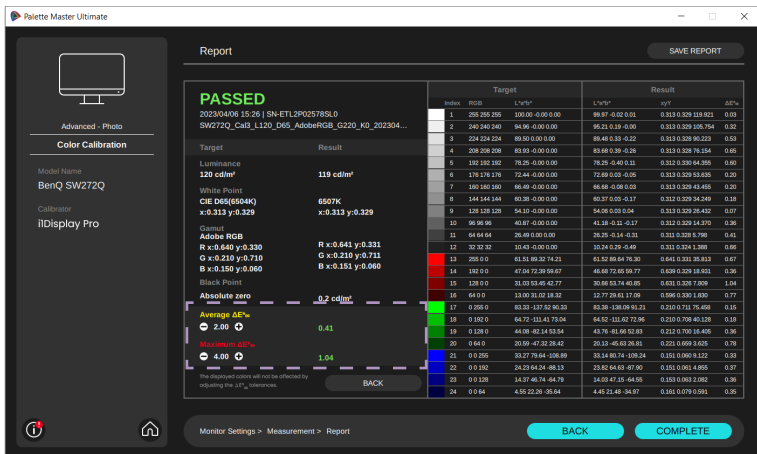 Palette Master Ultimate
Report
SAVE REPORT
Advanced - Photo
Color Calibration
Model Name
BenQ SW272Q
Calibrator
i1Display Pro
PASSED
2023/04/06 15:26 | SN-ETL2P02578SL0
SW272Q_Cal3_L120_D65_AdobeRGB_G220_K0_202304...
Target Result
Luminance
120 cd/m² 119 cd/m²
White Point
CIE D65(6504K) 6507K
x:0.313 y:0.329 x:0.313 y:0.329
Gamut
Adobe RGB
R x:0.640 y:0.330 R x:0.641 y:0.331
G x:0.210 y:0.710 G x:0.210 y:0.711
B x:0.150 y:0.060 B x:0.151 y:0.060
Black Point
Absolute zero 0.2 cd/m²
Average ΔE*₀₀
2.00 0.41
Maximum ΔE*₀₀
4.00 1.04
The displayed colors will not be affected by
adjusting the ΔE*₀₀ tolerances.
BACK
Target Result
Index RGB L*a*b* L*a*b* xyY ΔE*₀₀
1 255 255 255 100.00 -0.00 0.00 99.97 -0.02 0.01 0.313 0.329 119.921 0.03
2 240 240 240 94.96 -0.00 0.00 95.21 0.19 -0.00 0.313 0.329 105.754 0.32
3 224 224 224 89.50 0.00 0.00 89.48 0.33 -0.22 0.313 0.328 90.223 0.53
4 208 208 208 83.93 -0.00 0.00 83.68 0.39 -0.26 0.313 0.328 76.154 0.65
5 192 192 192 78.25 -0.00 0.00 78.25 -0.40 0.11 0.312 0.330 64.355 0.60
6 176 176 176 72.44 -0.00 0.00 72.69 0.03 -0.05 0.313 0.329 53.635 0.20
7 160 160 160 66.49 -0.00 0.00 66.68 -0.08 0.03 0.313 0.329 43.455 0.20
8 144 144 144 60.38 -0.00 0.00 60.37 0.03 -0.17 0.312 0.329 34.249 0.18
9 128 128 128 54.10 -0.00 0.00 54.06 0.03 0.04 0.313 0.329 26.432 0.07
10 96 96 96 40.87 -0.00 0.00 41.18 -0.11 -0.17 0.312 0.329 14.370 0.36
11 64 64 64 26.49 0.00 0.00 26.25 -0.14 -0.31 0.311 0.328 5.798 0.41
12 32 32 32 10.43 -0.00 0.00 10.24 0.29 -0.49 0.311 0.324 1.388 0.66
13 255 0 0 61.51 89.32 74.21 61.52 89.64 76.30 0.641 0.331 35.813 0.67
14 192 0 0 47.04 72.39 59.67 46.68 72.65 59.77 0.639 0.329 18.931 0.36
15 128 0 0 31.03 53.45 42.77 30.66 53.74 40.85 0.631 0.326 7.809 1.04
16 64 0 0 13.00 31.02 18.32 12.77 29.61 17.09 0.596 0.330 1.830 0.77
17 0 255 0 83.33 -137.52 90.33 83.38 -138.09 91.21 0.210 0.711 75.458 0.15
18 0 192 0 64.72 -111.41 73.04 64.52 -111.62 72.96 0.210 0.708 40.128 0.18
19 0 128 0 44.08 -82.14 53.54 43.76 -81.66 52.83 0.212 0.700 16.405 0.36
20 0 64 0 20.59 -47.32 28.42 20.13 -45.63 26.81 0.221 0.659 3.625 0.78
21 0 0 255 33.27 79.64 -108.89 33.14 80.74 -109.24 0.151 0.060 9.122 0.33
22 0 0 192 24.23 64.24 -88.13 23.82 64.63 -87.90 0.151 0.061 4.855 0.37
23 0 0 128 14.37 46.74 -64.79 14.03 47.15 -64.55 0.153 0.063 2.082 0.36
24 0 0 64 4.55 22.26 -35.64 4.45 21.48 -34.97 0.161 0.079 0.591 0.35
Monitor Settings > Measurement > Report
BACK
COMPLETE